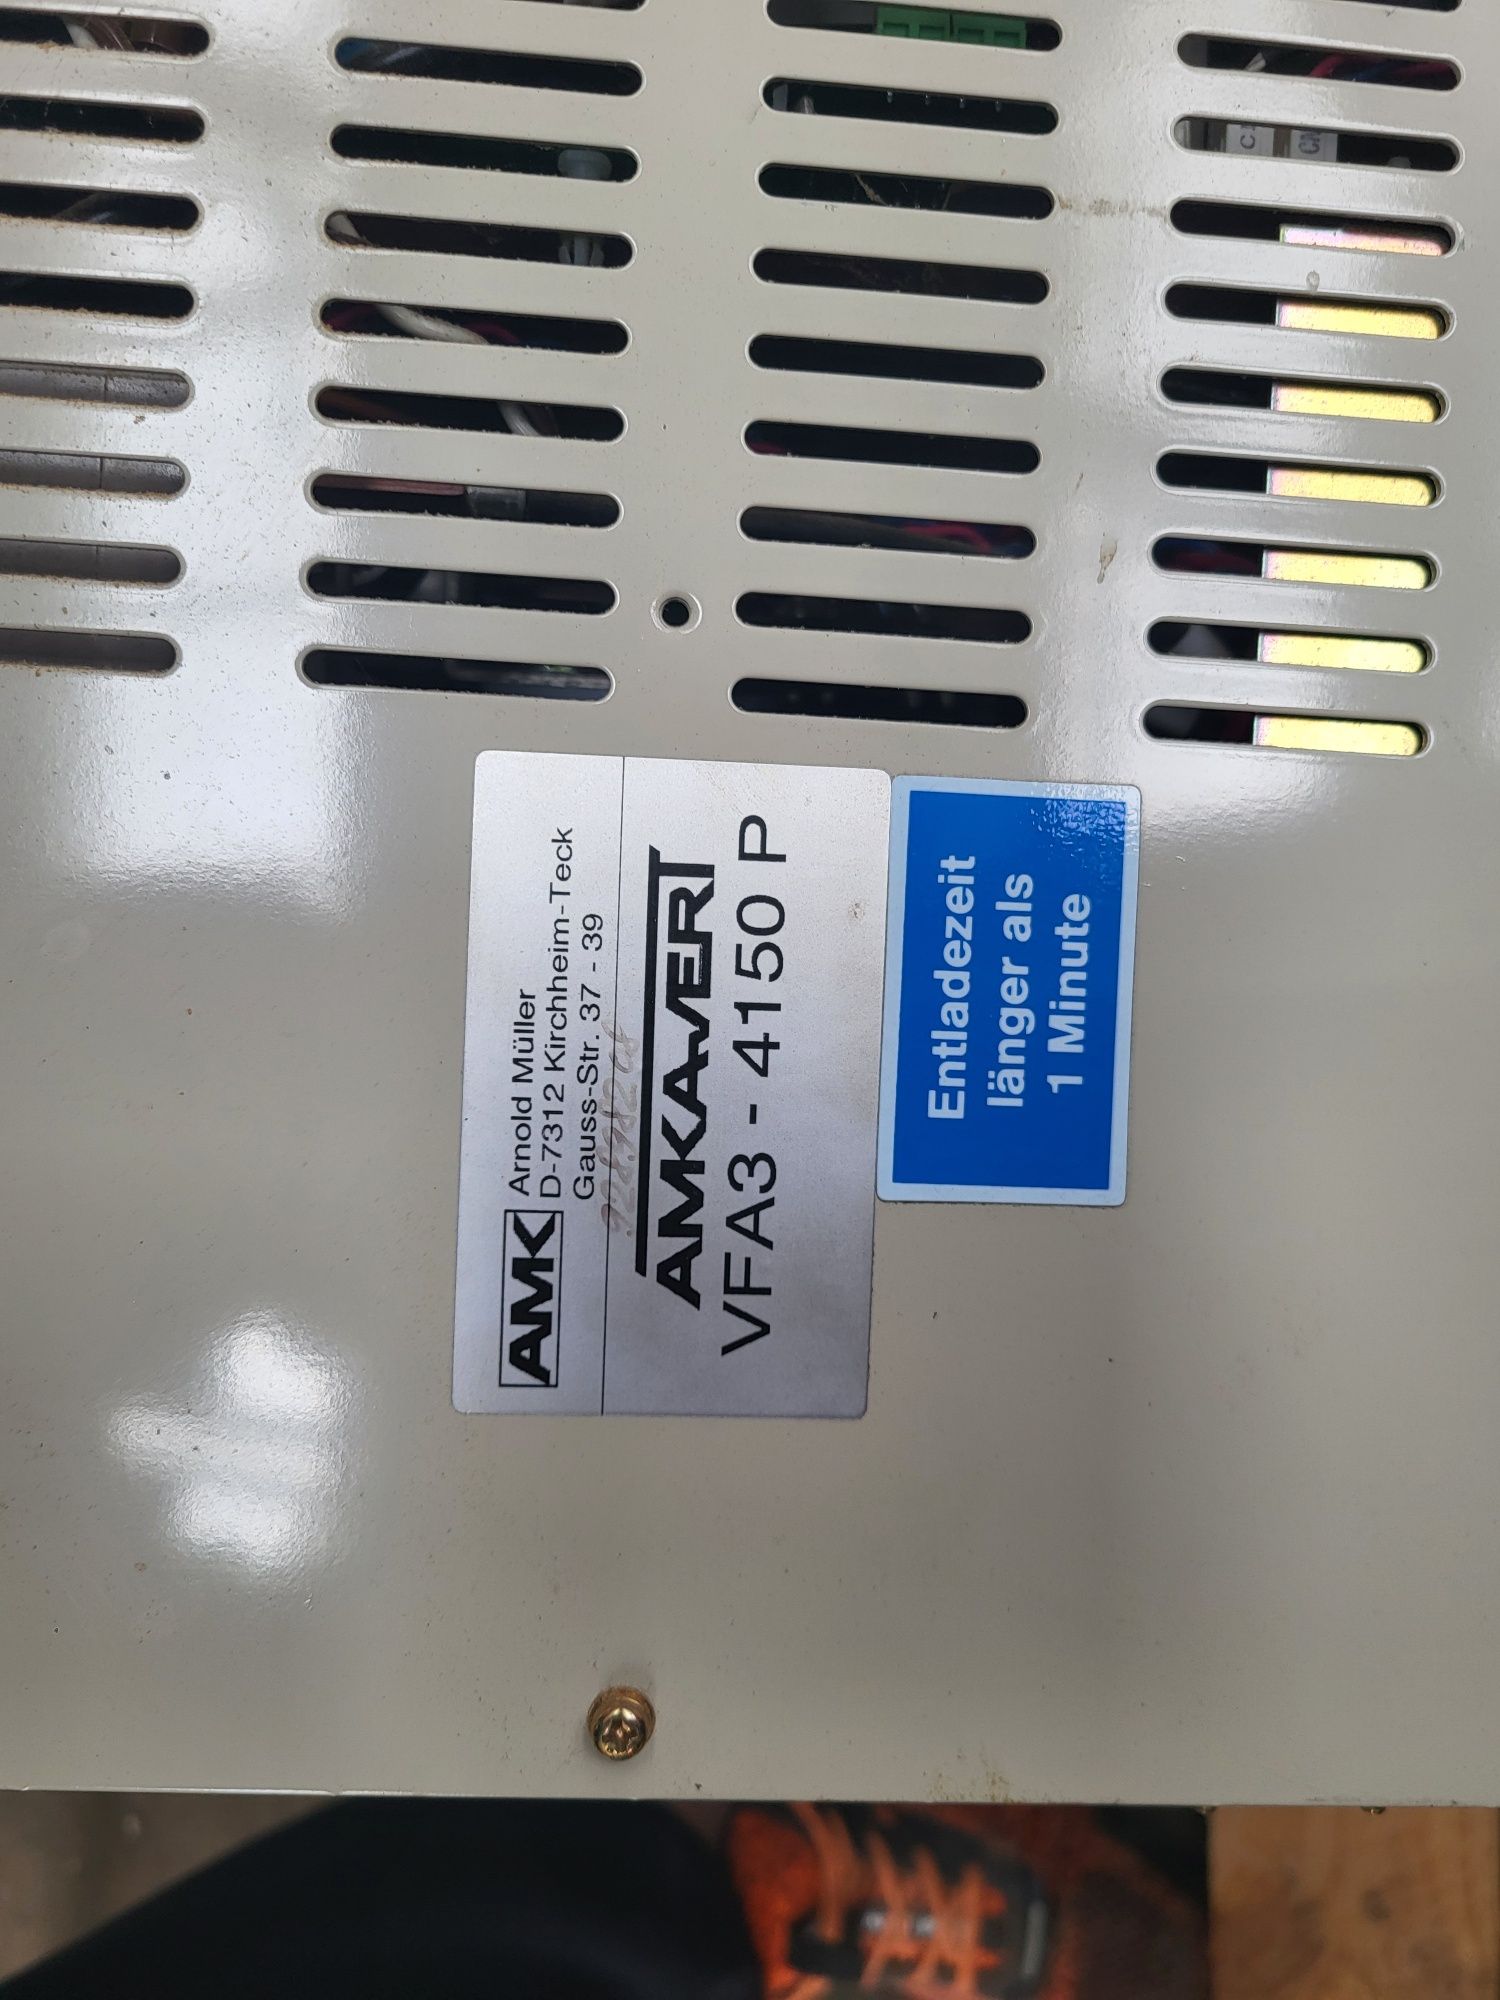 AMK
Arnold Müller
D-7312 Kirchheim-Teck
Gauss-Str. 37 - 39
AMKAVERT
VFA3 - 4150 P
Entladezeit
länger als
1 Minute